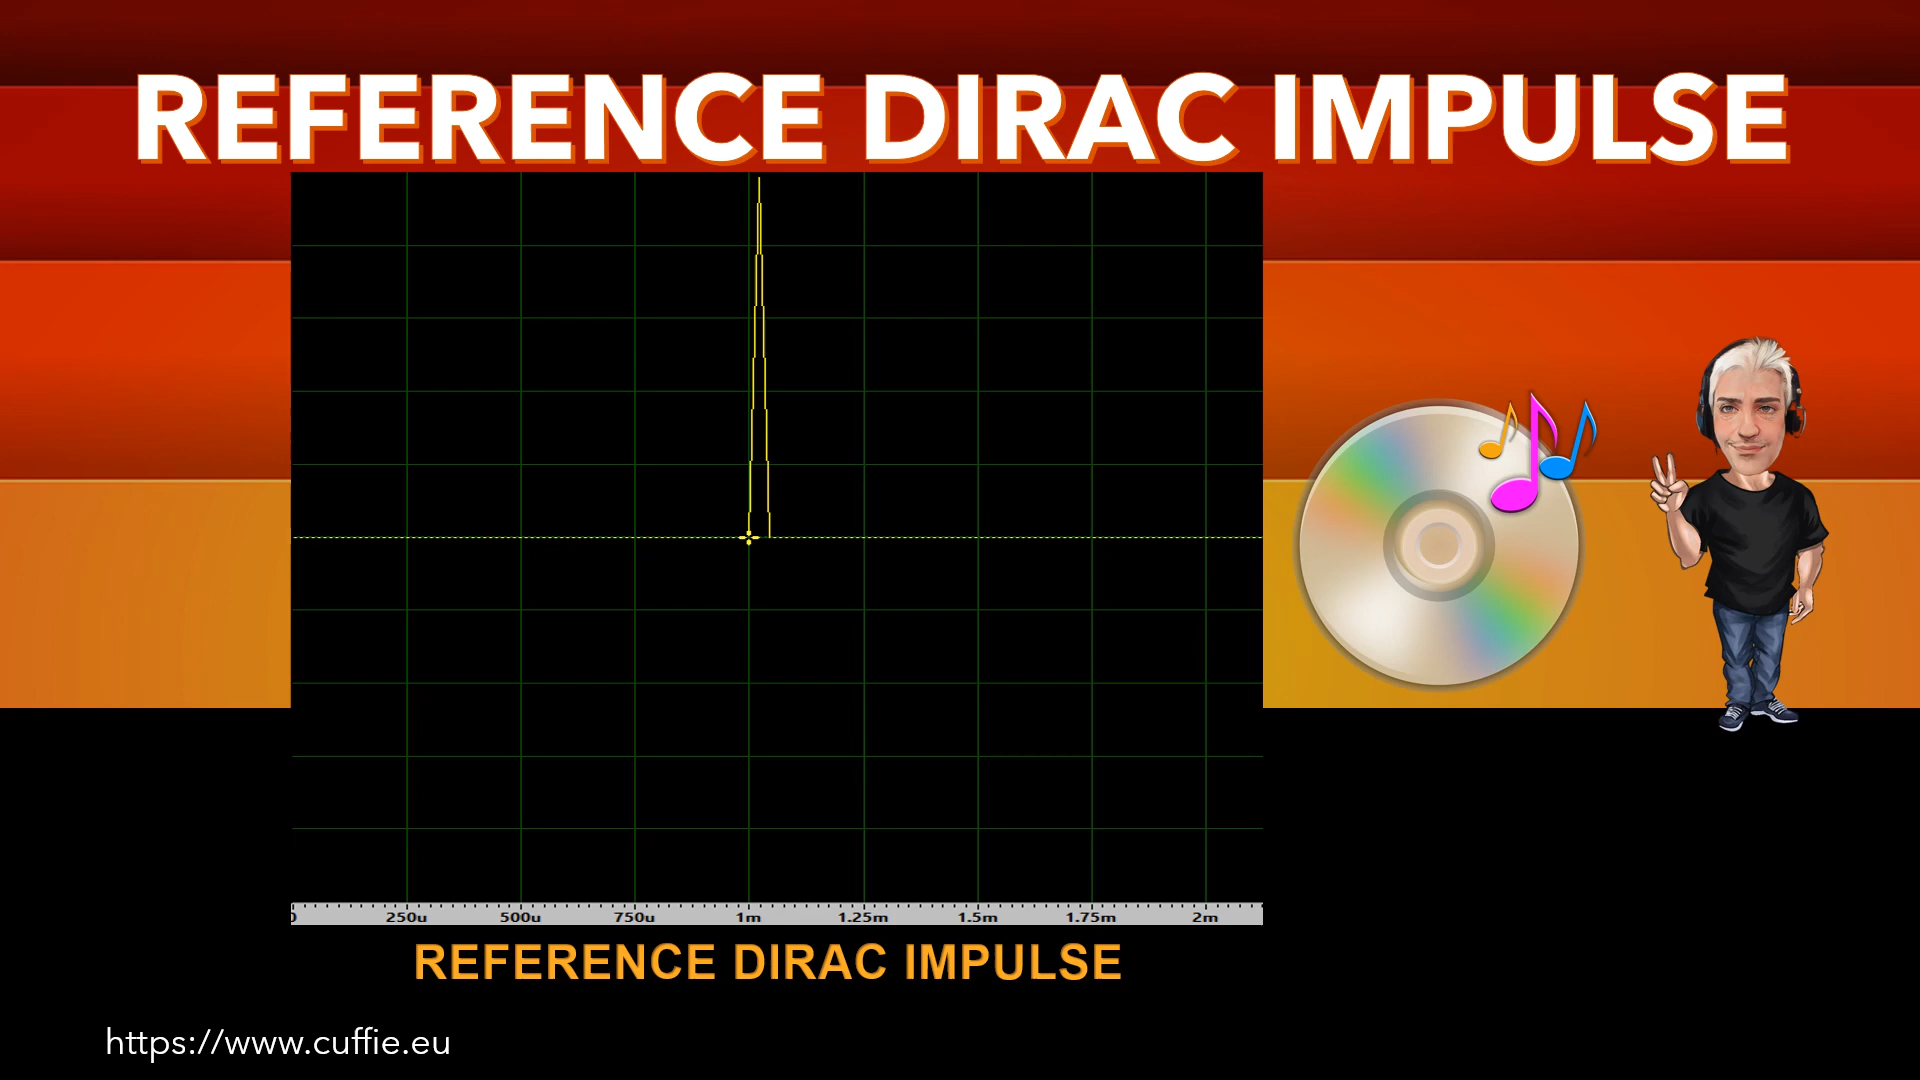 REFERENCE DIRAC IMPULSE
0 250u 500u 750u 1m 1.25m 1.5m 1.75m 2m
REFERENCE DIRAC IMPULSE
https://www.cuffie.eu